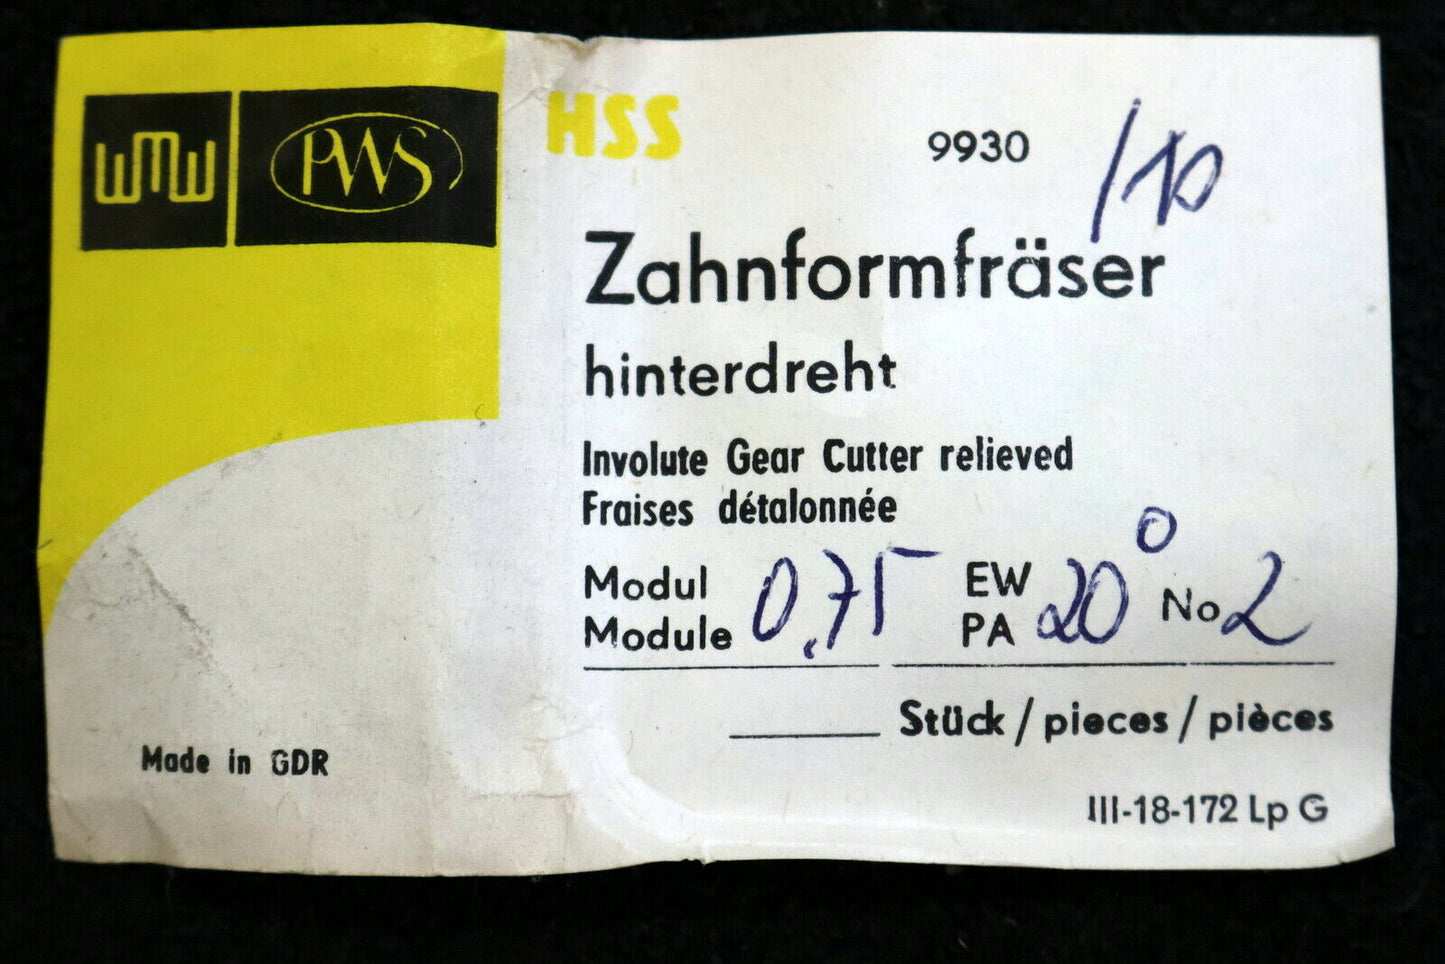 WMW PWS
HSS
9930 /10
Zahnformfräser
hinterdreht
Involute Gear Cutter relieved
Fraises détalonnée
Modul
Module 0,75 EW
PA 20° No 2
Stück / pieces / pièces
Made in GDR
III-18-172 Lp G